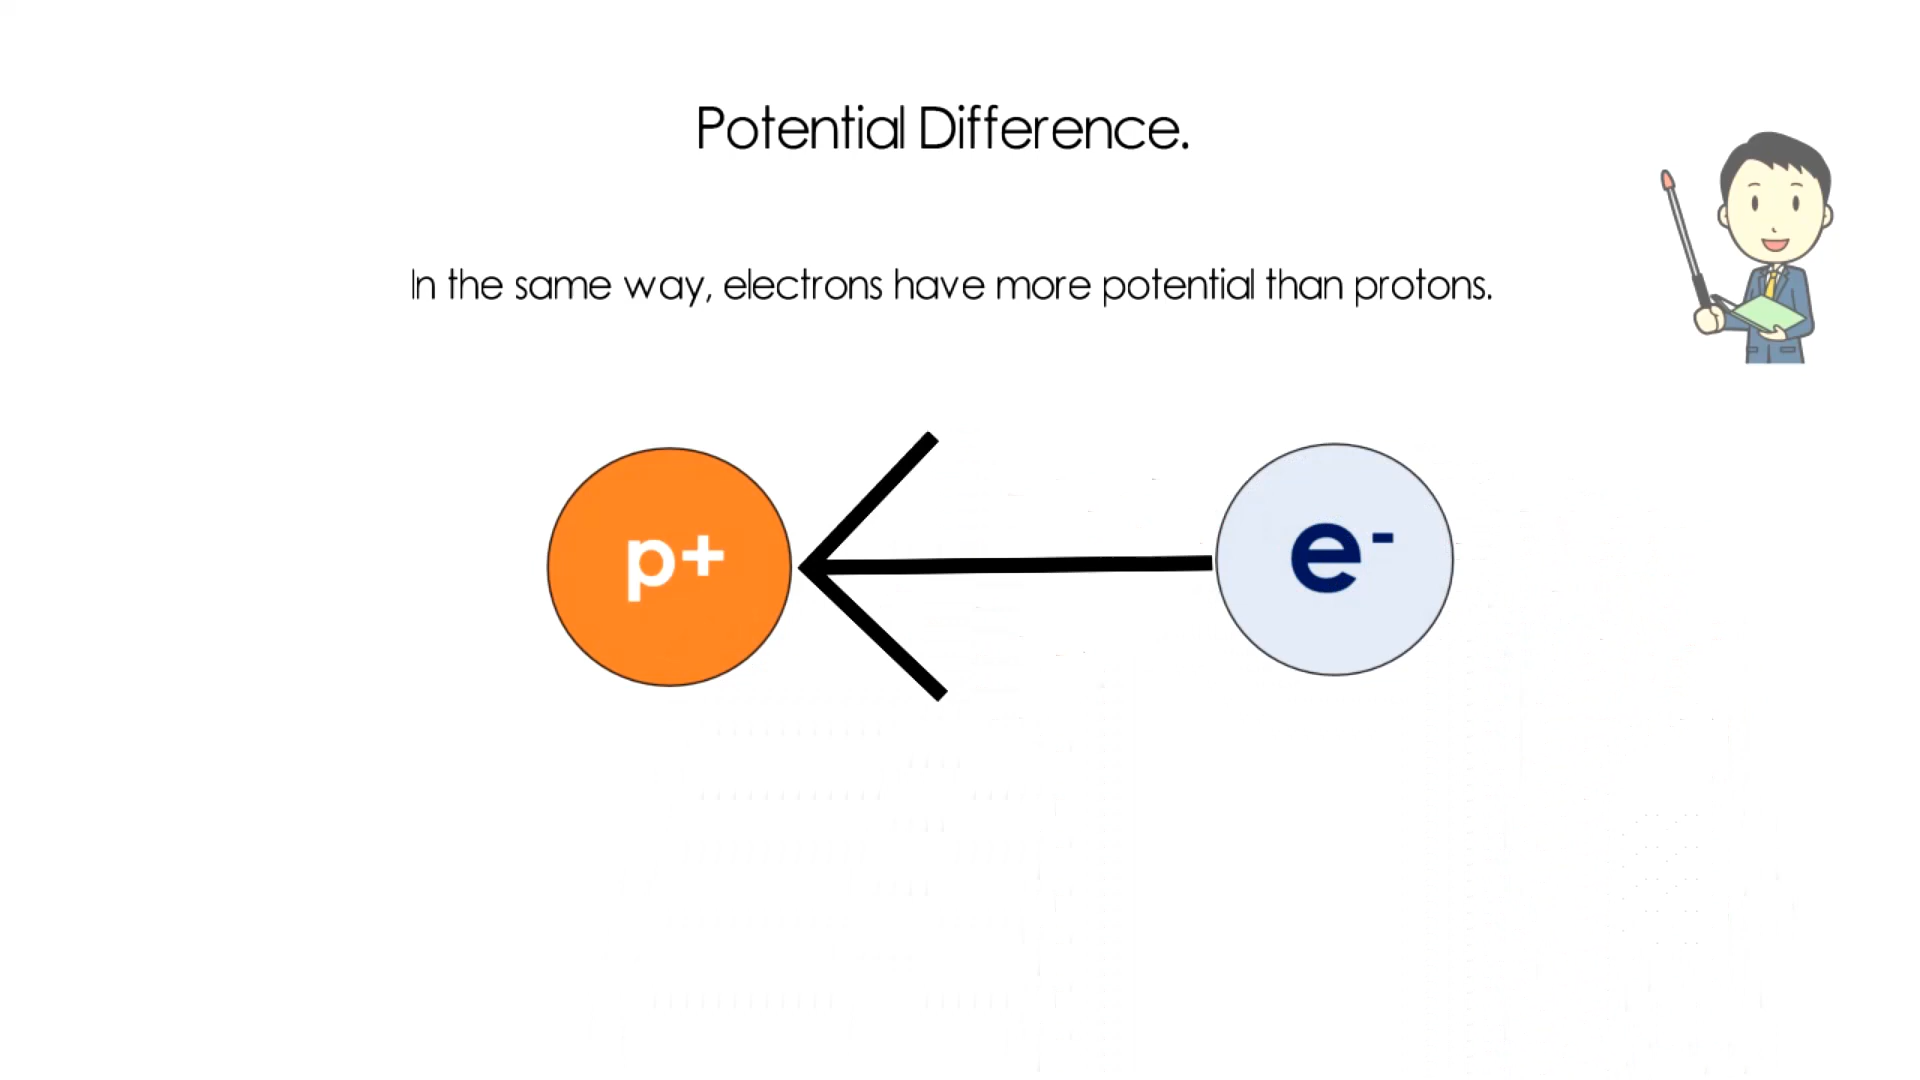 Potential Difference.
In the same way, electrons have more potential than protons.
p+
e-